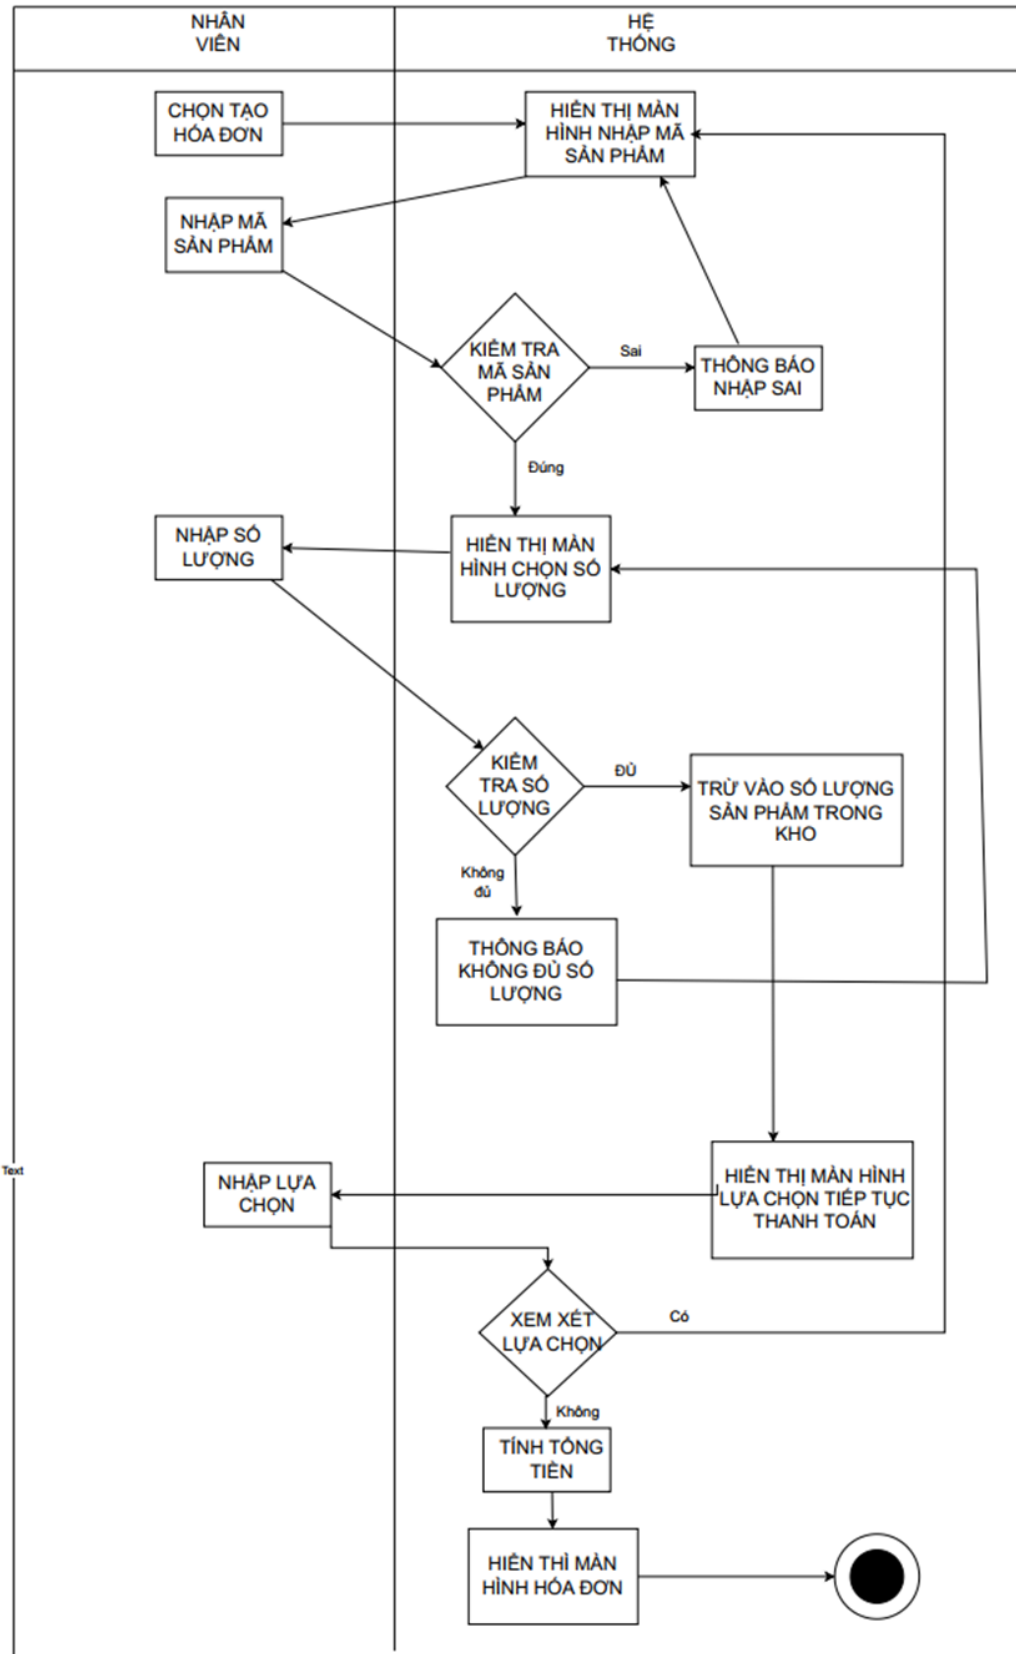 NHÂN
VIÊN
HỆ
THỐNG
CHỌN TẠO
HÓA ĐƠN
HIỂN THỊ MÀN
HÌNH NHẬP MÃ
SẢN PHẨM
NHẬP MÃ
SẢN PHẨM
KIỂM TRA
MÃ SẢN
PHẨM
Sai
THÔNG BÁO
NHẬP SAI
Đúng
NHẬP SỐ
LƯỢNG
HIỂN THỊ MÀN
HÌNH CHỌN SỐ
LƯỢNG
KIỂM
TRA SỐ
LƯỢNG
ĐỦ
TRỪ VÀO SỐ LƯỢNG
SẢN PHẨM TRONG
KHO
Không
đủ
THÔNG BÁO
KHÔNG ĐỦ SỐ
LƯỢNG
Text
NHẬP LỰA
CHỌN
HIỂN THỊ MÀN HÌNH
LỰA CHỌN TIẾP TỤC
THANH TOÁN
XEM XÉT
LỰA CHỌN
Có
Không
TÍNH TỔNG
TIỀN
HIỂN THÌ MÀN
HÌNH HÓA ĐƠN